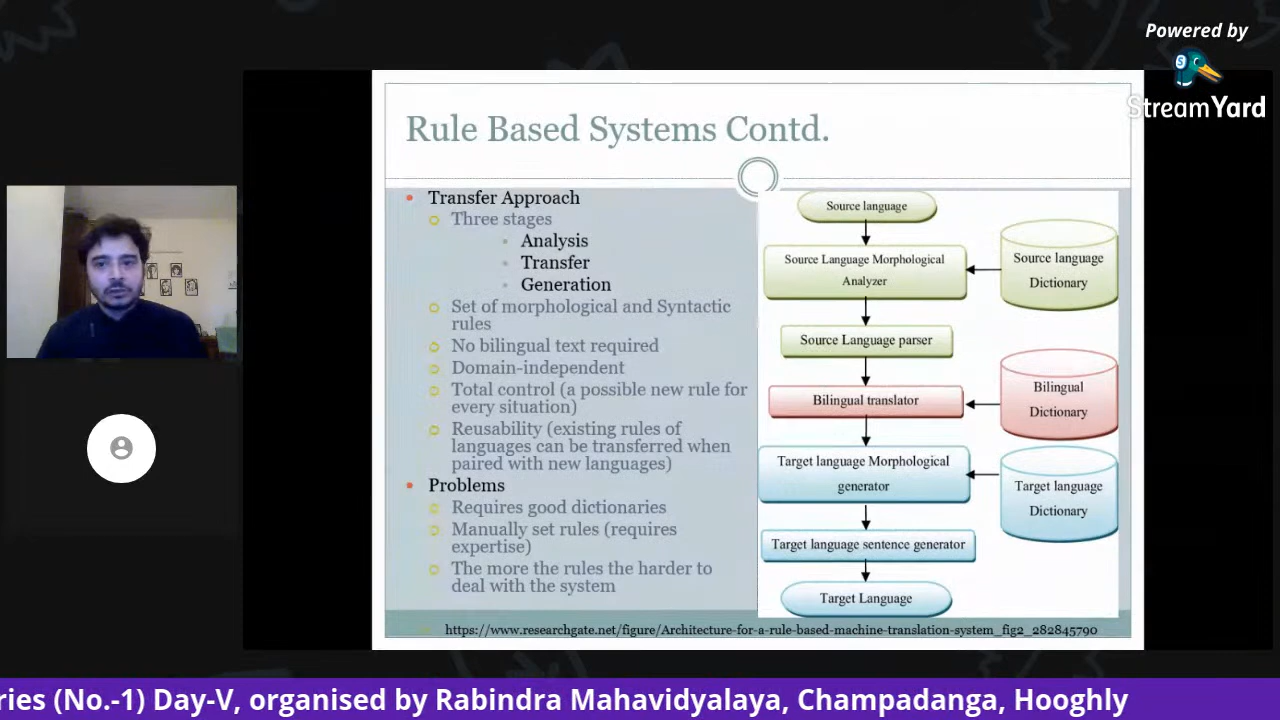 Powered by
StreamYard
Rule Based Systems Contd.
Transfer Approach
Three stages
Analysis
Transfer
Generation
Set of morphological and Syntactic
rules
No bilingual text required
Domain-independent
Total control (a possible new rule for
every situation)
Reusability (existing rules of
languages can be transferred when
paired with new languages)
Problems
Requires good dictionaries
Manually set rules (requires
expertise)
The more the rules the harder to
deal with the system
Source language
Source Language Morphological
Analyzer
Source language
Dictionary
Source Language parser
Bilingual translator
Bilingual
Dictionary
Target language Morphological
generator
Target language
Dictionary
Target language sentence generator
Target Language
https://www.researchgate.net/figure/Architecture-for-a-rule-based-machine-translation-system_fig2_282845790
ries (No.-1) Day-V, organised by Rabindra Mahavidyalaya, Champadanga, Hooghly